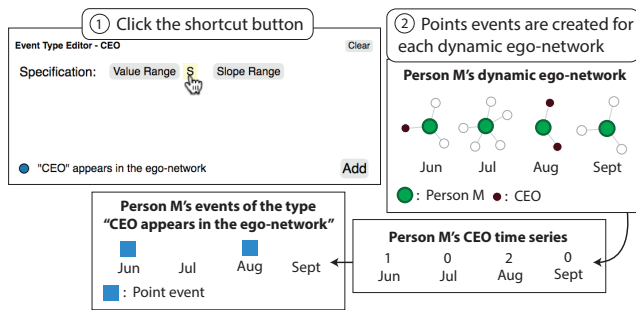 ① Click the shortcut button
Event Type Editor - CEO
Clear
Specification: Value Range S Slope Range
"CEO" appears in the ego-network
Add
② Points events are created for
each dynamic ego-network
Person M's dynamic ego-network
Jun Jul Aug Sept
: Person M : CEO
Person M's CEO time series
1 0 2 0
Jun Jul Aug Sept
Person M's events of the type
“CEO appears in the ego-network”
Jun Jul Aug Sept
: Point event